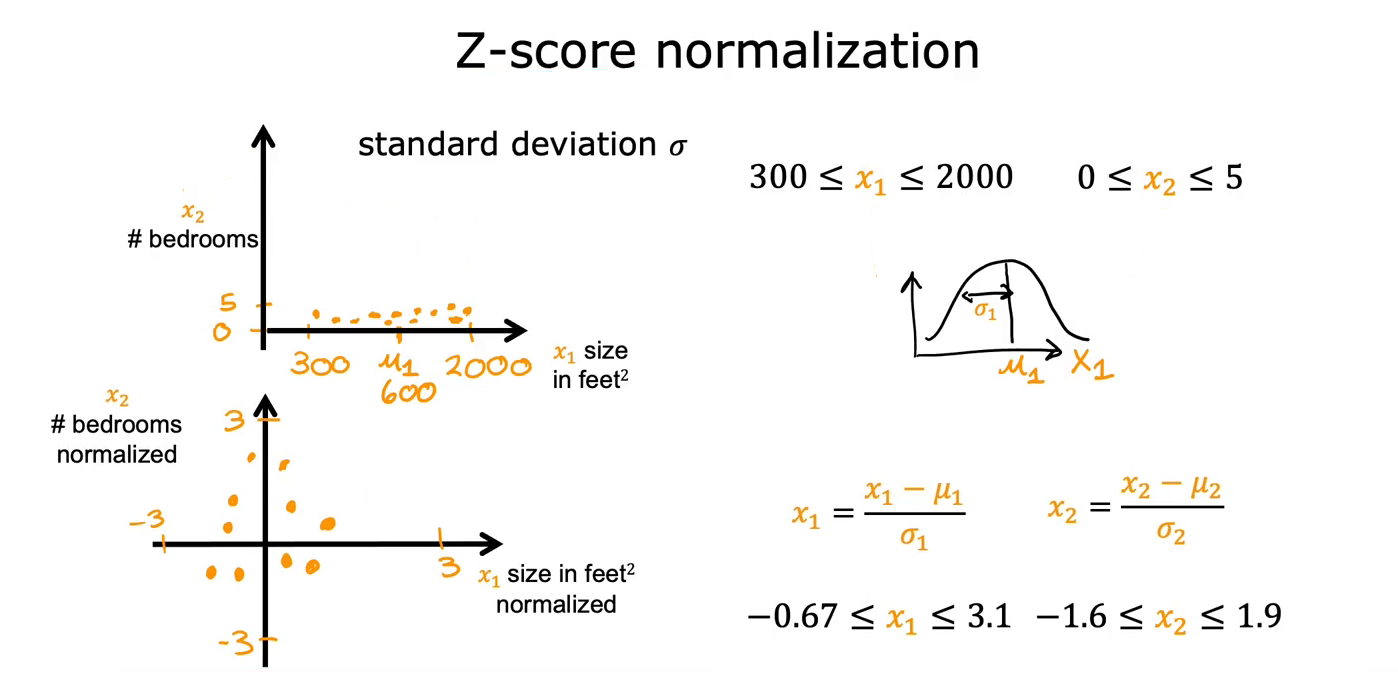 Z-score normalization
standard deviation σ
x₂
# bedrooms
5
0
300 μ₁ 2000
600
x₁ size
in feet²
300 ≤ x₁ ≤ 2000 0 ≤ x₂ ≤ 5
σ₁
μ₁ x₁
x₂
# bedrooms
normalized
3
-3
3
-3
x₁ size in feet²
normalized
x₁ = (x₁ − μ₁) / σ₁ x₂ = (x₂ − μ₂) / σ₂
−0.67 ≤ x₁ ≤ 3.1 −1.6 ≤ x₂ ≤ 1.9